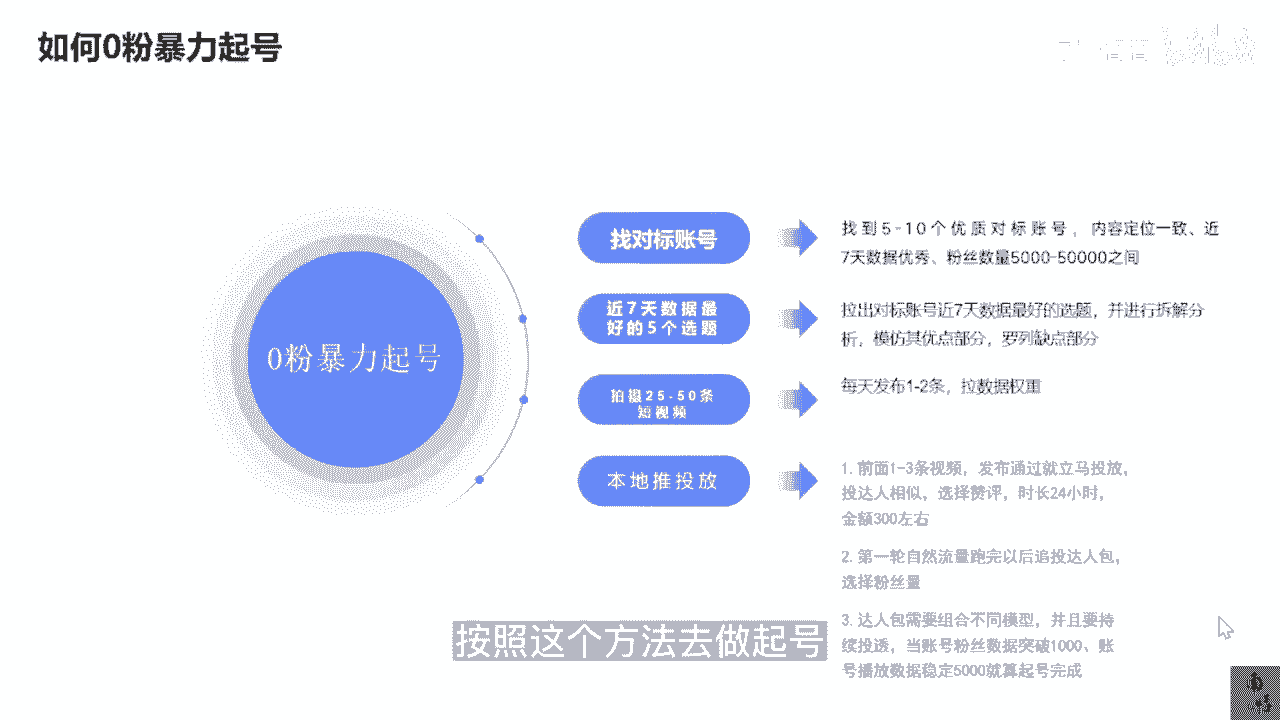 如何0粉暴力起号
0粉暴力起号
找对标账号
找到5-10个优质对标账号，内容定位一致、近
7天数据优秀、粉丝数量5000-50000之间
近7天数据最
好的5个选题
拉出对标账号近7天数据最好的选题，并进行拆解分
析，模仿其优点部分，罗列缺点部分
拍摄25-50条
短视频
每天发布1-2条，拉数据权重
本地推投放
1. 前面1-3条视频，发布通过就立马投放，
投达人相似，选择赞评，时长24小时，
金额300左右
2. 第一轮自然流量跑完以后追投达人包，
选择粉丝量
3. 达人包需要组合不同模型，并且要持
续投透，当账号粉丝数据突破1000、账
号播放数据稳定5000就算起号完成
按照这个方法去做起号